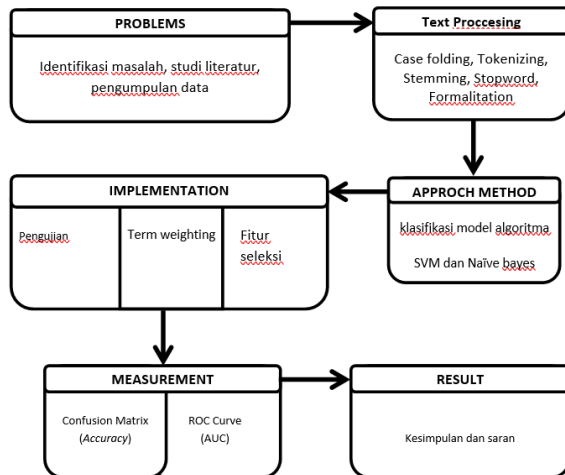 PROBLEMS
Identifikasi masalah, studi literatur,
pengumpulan data
Text Proccesing
Case folding, Tokenizing,
Stemming, Stopword,
Formalitation
IMPLEMENTATION
Pengujian
Term weighting
Fitur
seleksi
APPROCH METHOD
klasifikasi model algoritma
SVM dan Naïve bayes
MEASUREMENT
Confusion Matrix
(Accuracy)
ROC Curve
(AUC)
RESULT
Kesimpulan dan saran